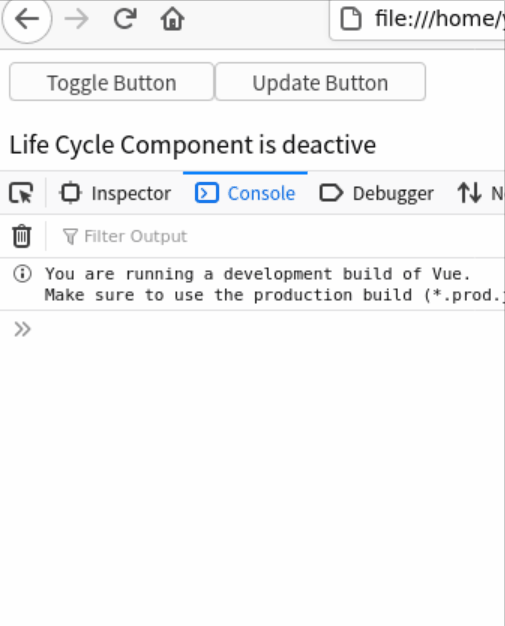 file:///home/
Toggle Button Update Button
Life Cycle Component is deactive
Inspector Console Debugger
Filter Output
You are running a development build of Vue.
Make sure to use the production build (*.prod.